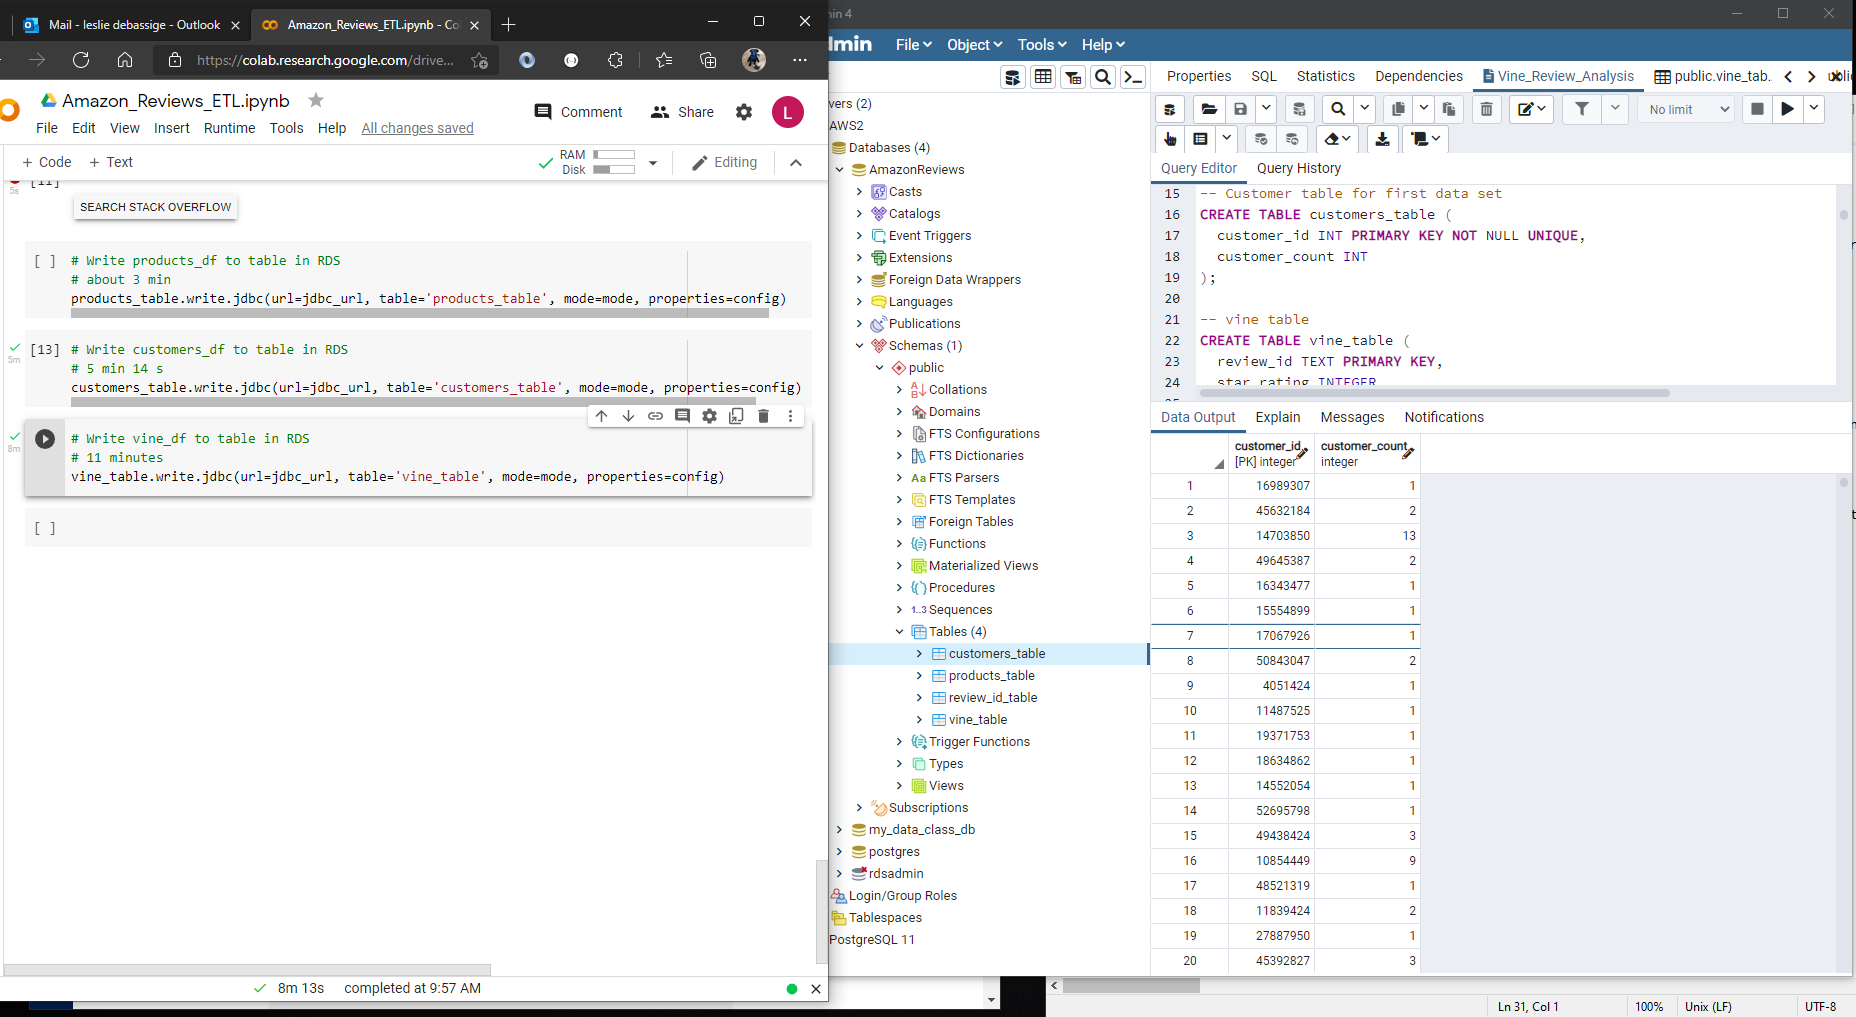 Mail - leslie debassige - Outlook
Amazon_Reviews_ETL.ipynb - Co
https://colab.research.google.com/drive...
Amazon_Reviews_ETL.ipynb
Comment
Share
L
File Edit View Insert Runtime Tools Help All changes saved
+ Code + Text
RAM
Disk
Editing
[11]
5s
SEARCH STACK OVERFLOW
[ ] # Write products_df to table in RDS
# about 3 min
products_table.write.jdbc(url=jdbc_url, table='products_table', mode=mode, properties=config)
[13] # Write customers_df to table in RDS
5m
# 5 min 14 s
customers_table.write.jdbc(url=jdbc_url, table='customers_table', mode=mode, properties=config)
# Write vine_df to table in RDS
8m
# 11 minutes
vine_table.write.jdbc(url=jdbc_url, table='vine_table', mode=mode, properties=config)
[ ]
8m 13s completed at 9:57 AM
min 4
dmin
File Object Tools Help
vers (2)
AWS2
Databases (4)
AmazonReviews
Casts
Catalogs
Event Triggers
Extensions
Foreign Data Wrappers
Languages
Publications
Schemas (1)
public
Collations
Domains
FTS Configurations
FTS Dictionaries
Aa FTS Parsers
FTS Templates
Foreign Tables
Functions
Materialized Views
Procedures
1..3 Sequences
Tables (4)
customers_table
products_table
review_id_table
vine_table
Trigger Functions
Types
Views
Subscriptions
my_data_class_db
postgres
rdsadmin
Login/Group Roles
Tablespaces
PostgreSQL 11
Properties SQL Statistics Dependencies Vine_Review_Analysis public.vine_tab..
No limit
Query Editor Query History
15 -- Customer table for first data set
16 CREATE TABLE customers_table (
17 customer_id INT PRIMARY KEY NOT NULL UNIQUE,
18 customer_count INT
19 );
20
21 -- vine table
22 CREATE TABLE vine_table (
23 review_id TEXT PRIMARY KEY,
24 star_rating INTEGER
Data Output Explain Messages Notifications
customer_id customer_count
[PK] integer integer
1 16989307 1
2 45632184 2
3 14703850 13
4 49645387 2
5 16343477 1
6 15554899 1
7 17067926 1
8 50843047 2
9 4051424 1
10 11487525 1
11 19371753 1
12 18634862 1
13 14552054 1
14 52695798 1
15 49438424 3
16 10854449 9
17 48521319 1
18 11839424 2
19 27887950 1
20 45392827 3
Ln 31, Col 1 100% Unix (LF) UTF-8